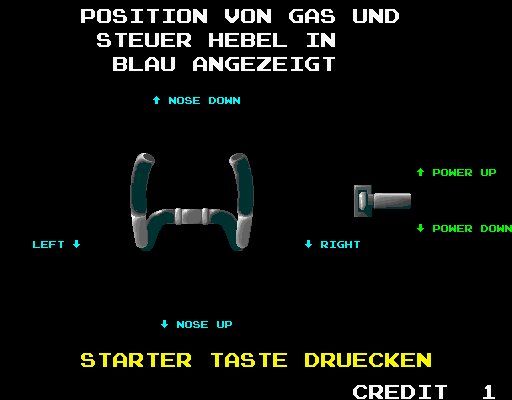 POSITION VON GAS UND
STEUER HEBEL IN
BLAU ANGEZEIGT
↑ NOSE DOWN
↑ POWER UP
↓ POWER DOWN
LEFT ↓
↓ RIGHT
↓ NOSE UP
STARTER TASTE DRUECKEN
CREDIT 1